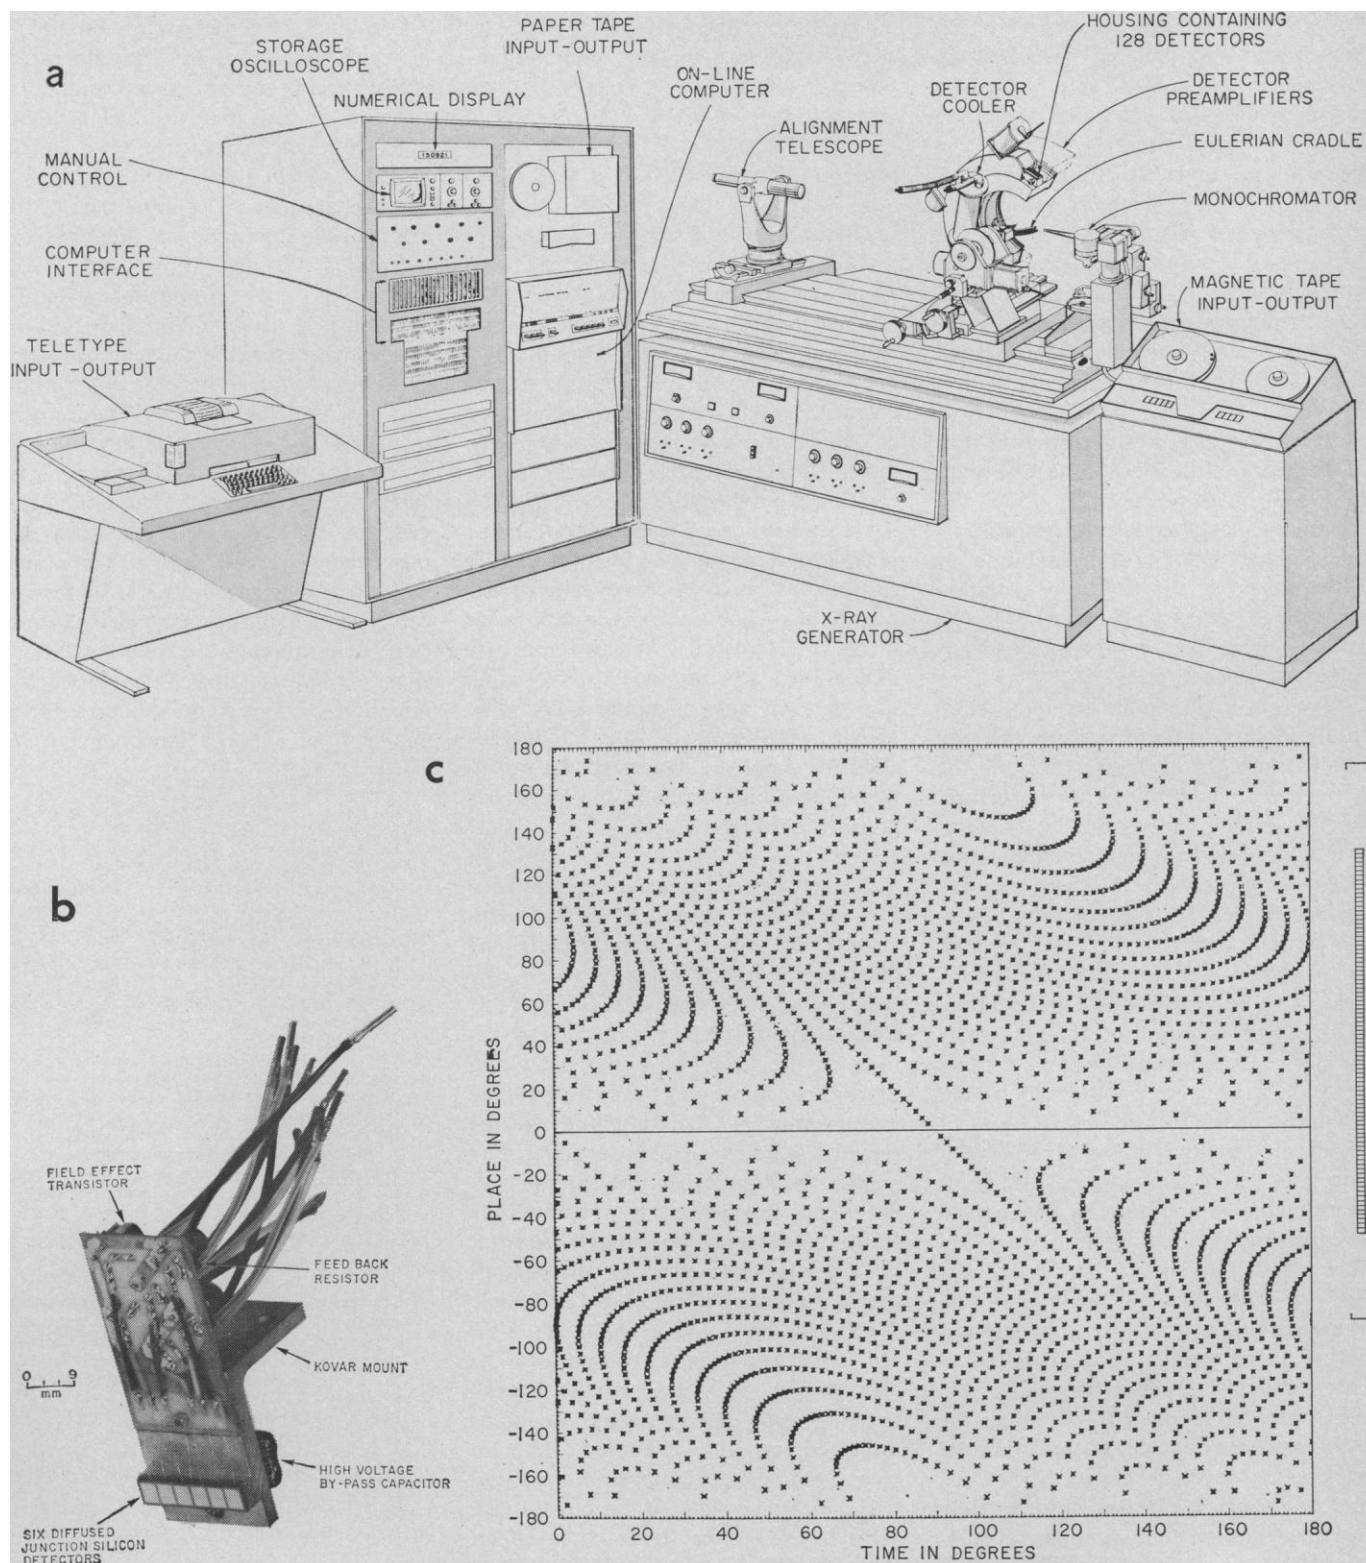 a
STORAGE
OSCILLOSCOPE
NUMERICAL DISPLAY
PAPER TAPE
INPUT-OUTPUT
ON-LINE
COMPUTER
MANUAL
CONTROL
COMPUTER
INTERFACE
TELETYPE
INPUT-OUTPUT
150821
ALIGNMENT
TELESCOPE
DETECTOR
COOLER
HOUSING CONTAINING
128 DETECTORS
DETECTOR
PREAMPLIFIERS
EULERIAN CRADLE
MONOCHROMATOR
MAGNETIC TAPE
INPUT-OUTPUT
X-RAY
GENERATOR
b
FIELD EFFECT
TRANSISTOR
FEED BACK
RESISTOR
KOVAR MOUNT
0 9
mm
HIGH VOLTAGE
BY-PASS CAPACITOR
SIX DIFFUSED
JUNCTION SILICON
DETECTORS
c
180
160
140
120
100
80
60
40
20
0
-20
-40
-60
-80
-100
-120
-140
-160
-180
PLACE IN DEGREES
0 20 40 60 80 100 120 140 160 180
TIME IN DEGREES